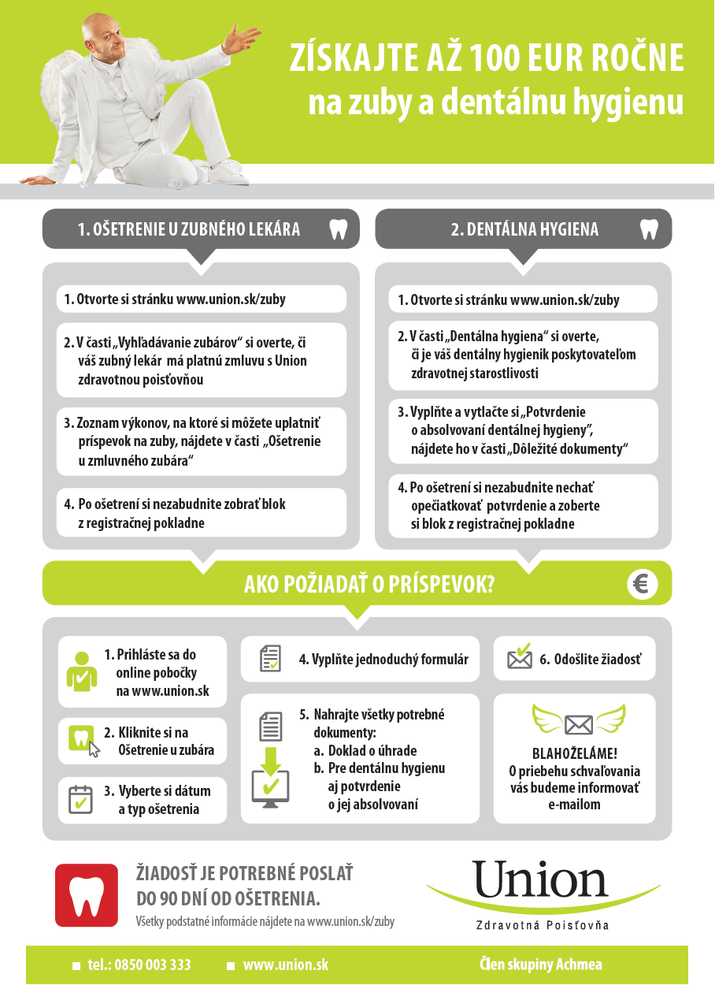 ZÍSKAJTE AŽ 100 EUR ROČNE
na zuby a dentálnu hygienu
1. OŠETRENIE U ZUBNÉHO LEKÁRA
1. Otvorte si stránku www.union.sk/zuby
2. V časti „Vyhľadávanie zubárov“ si overte, či
váš zubný lekár má platnú zmluvu s Union
zdravotnou poisťovňou
3. Zoznam výkonov, na ktoré si môžete uplatniť
príspevok na zuby, nájdete v časti „Ošetrenie
u zmluvného zubára“
4. Po ošetrení si nezabudnite zobrať blok
z registračnej pokladne
2. DENTÁLNA HYGIENA
1. Otvorte si stránku www.union.sk/zuby
2. V časti „Dentálna hygiena“ si overte,
či je váš dentálny hygienik poskytovateľom
zdravotnej starostlivosti
3. Vyplňte a vytlačte si „Potvrdenie
o absolvovaní dentálnej hygieny”,
nájdete ho v časti „Dôležité dokumenty“
4. Po ošetrení si nezabudnite nechať
opečiatkovať potvrdenie a zoberte
si blok z registračnej pokladne
AKO POŽIADAŤ O PRÍSPEVOK?
€
1. Prihláste sa do
online pobočky
na www.union.sk
2. Kliknite si na
Ošetrenie u zubára
3. Vyberte si dátum
a typ ošetrenia
4. Vyplňte jednoduchý formulár
5. Nahrajte všetky potrebné
dokumenty:
a. Doklad o úhrade
b. Pre dentálnu hygienu
aj potvrdenie
o jej absolvovaní
6. Odošlite žiadosť
BLAHOŽELÁME!
O priebehu schvaľovania
vás budeme informovať
e-mailom
ŽIADOSŤ JE POTREBNÉ POSLAŤ
DO 90 DNÍ OD OŠETRENIA.
Všetky podstatné informácie nájdete na www.union.sk/zuby
Union
Zdravotná Poisťovňa
tel.: 0850 003 333
www.union.sk
Člen skupiny Achmea